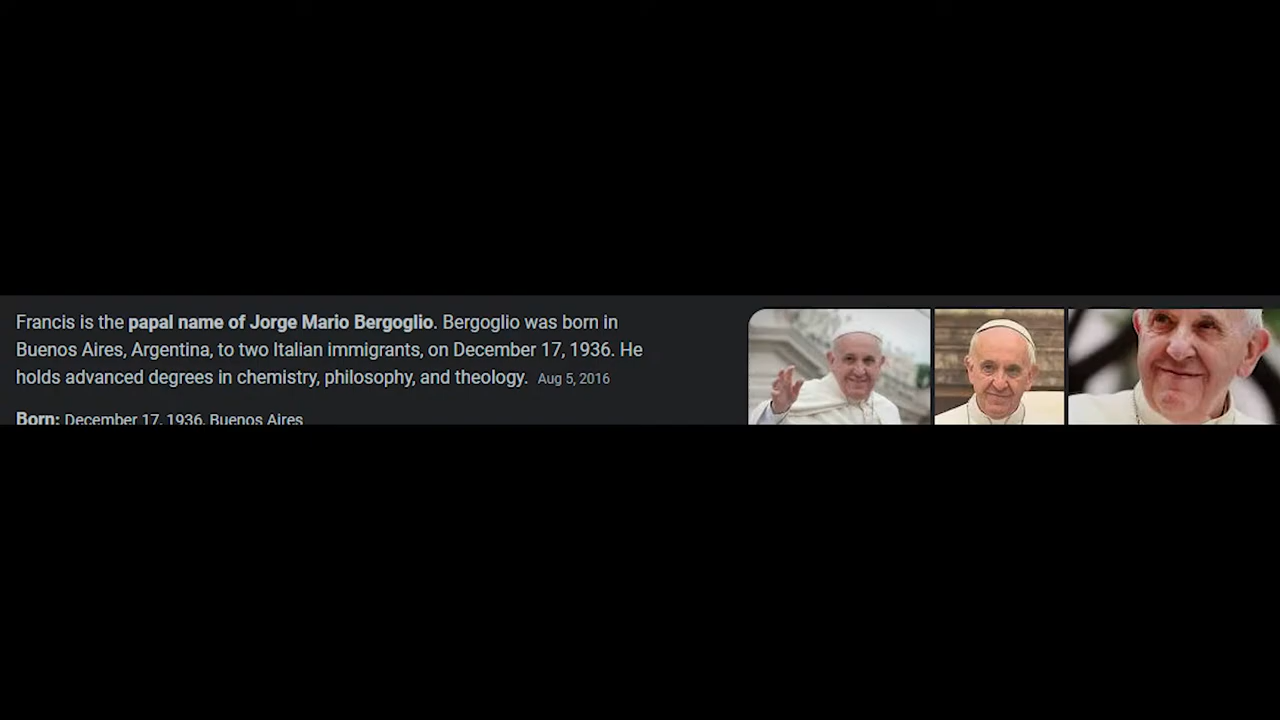 Francis is the papal name of Jorge Mario Bergoglio. Bergoglio was born in
Buenos Aires, Argentina, to two Italian immigrants, on December 17, 1936. He
holds advanced degrees in chemistry, philosophy, and theology. Aug 5, 2016
Born: December 17, 1936, Buenos Aires